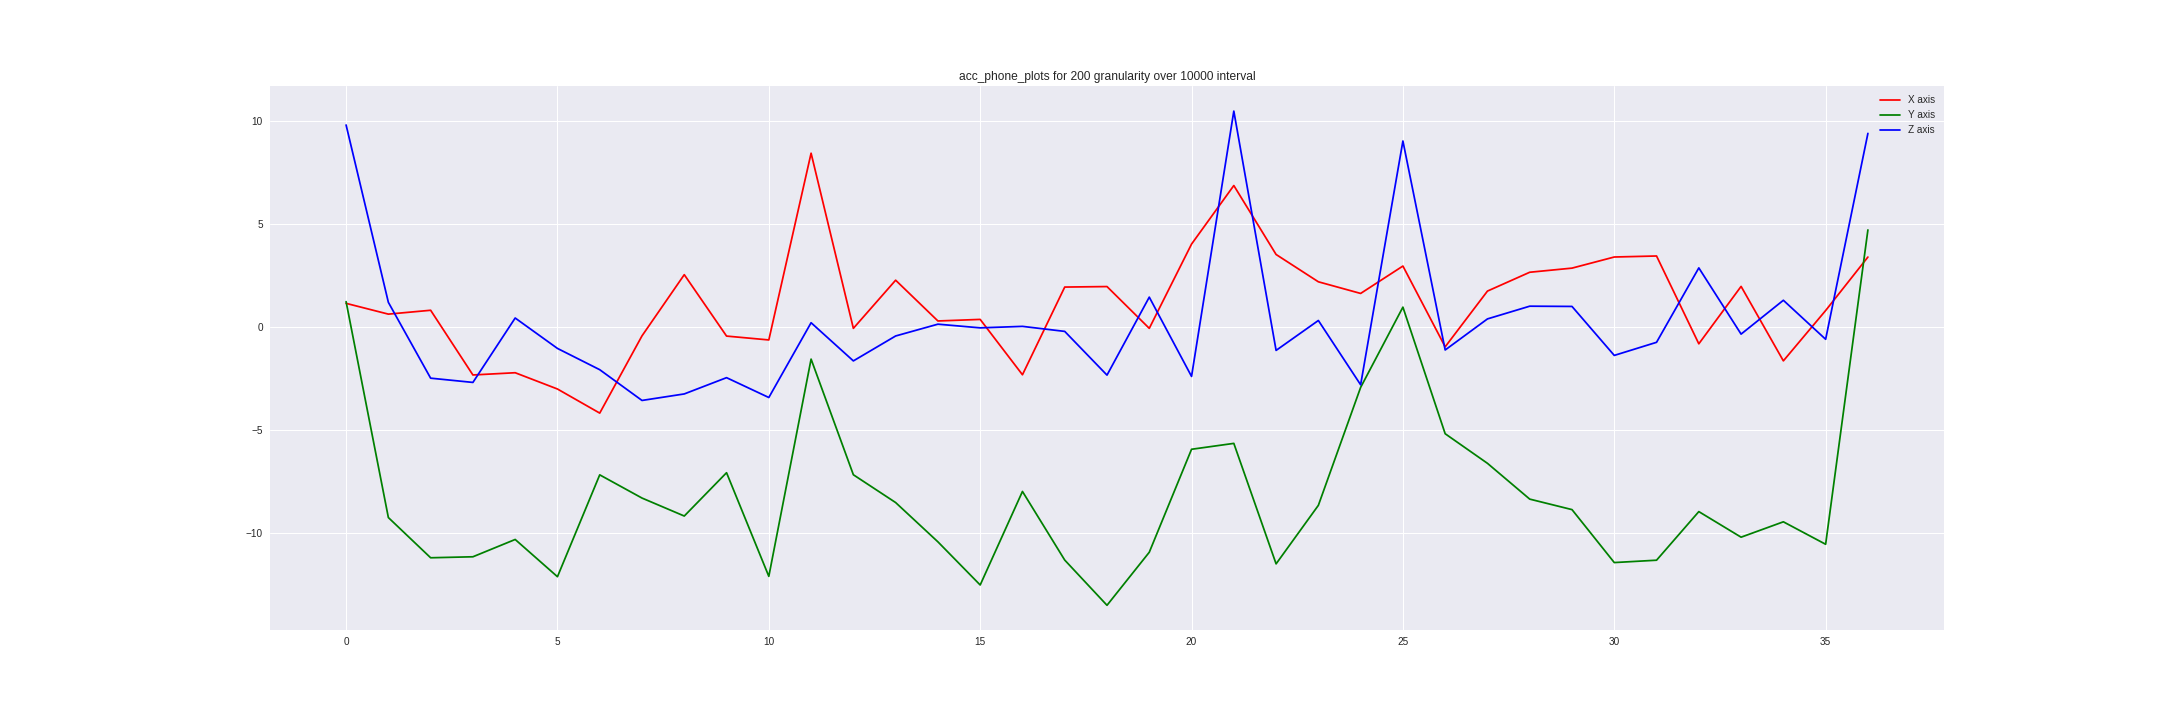 acc_phone_plots for 200 granularity over 10000 interval
X axis
Y axis
Z axis
10
5
0
−5
−10
0 5 10 15 20 25 30 35